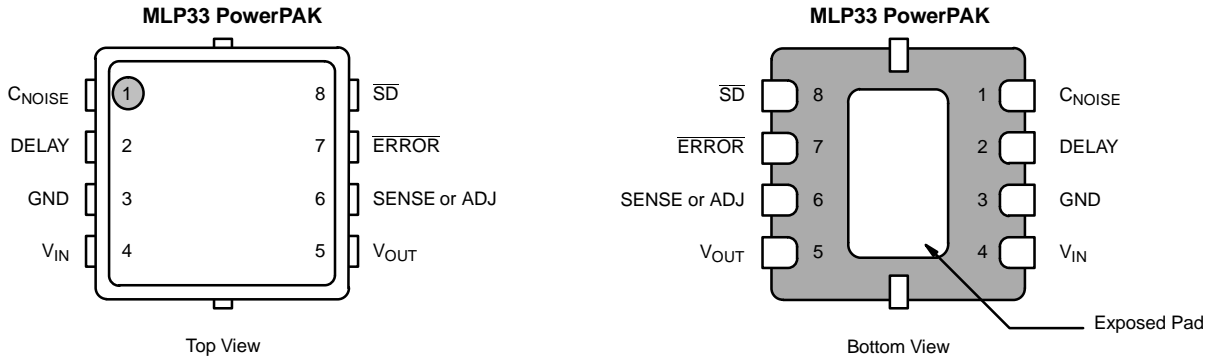 MLP33 PowerPAK
CNOISE 1 8 SD
DELAY 2 7 ERROR
GND 3 6 SENSE or ADJ
VIN 4 5 VOUT
Top View
MLP33 PowerPAK
SD 8 1 CNOISE
ERROR 7 2 DELAY
SENSE or ADJ 6 3 GND
VOUT 5 4 VIN
Exposed Pad
Bottom View